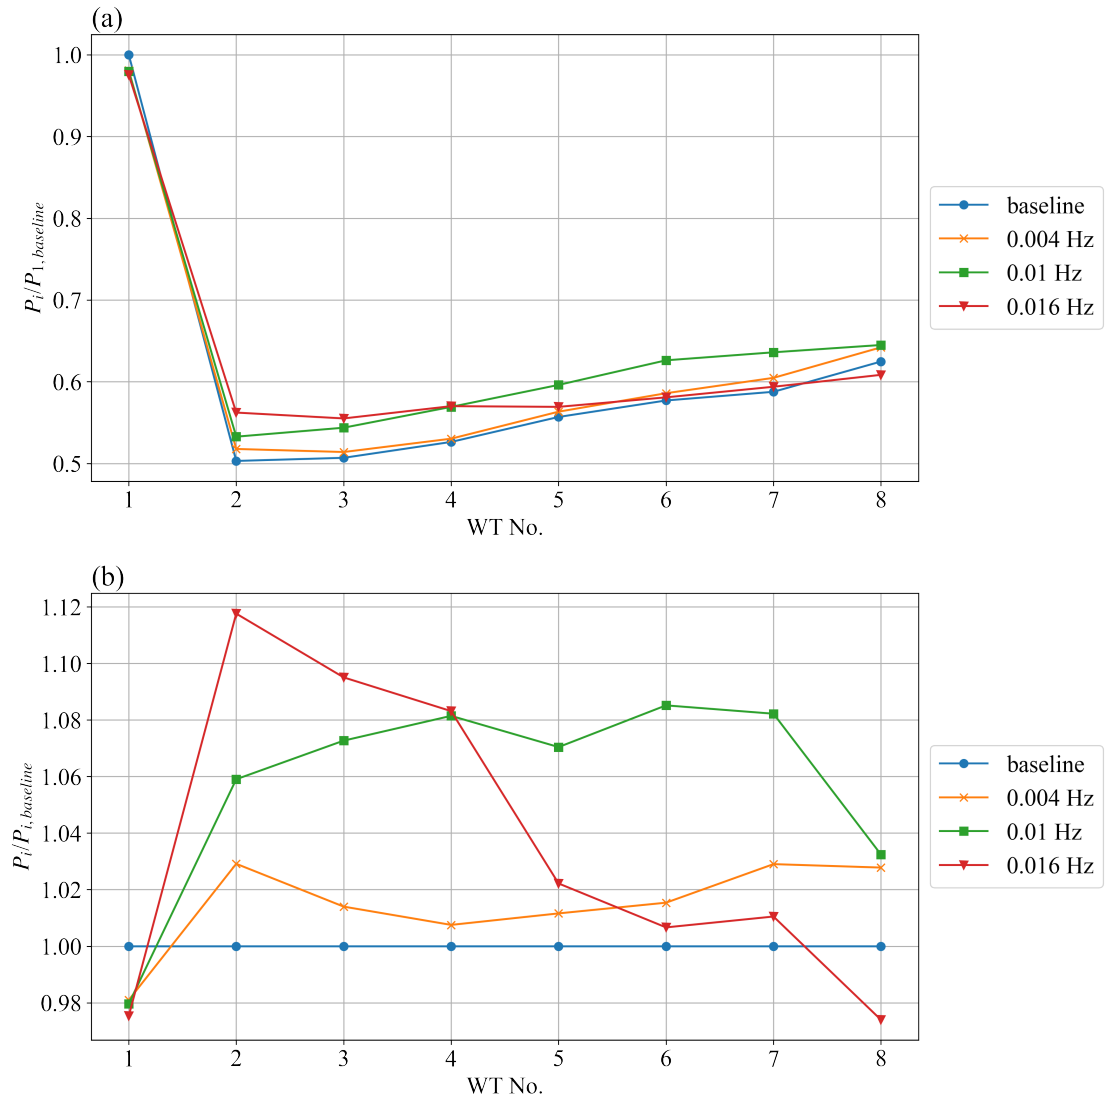 (a)
1.0
0.9
0.8
0.7
0.6
0.5
P_i/P_{1,baseline}
1 2 3 4 5 6 7 8
WT No.
baseline
0.004 Hz
0.01 Hz
0.016 Hz
(b)
1.12
1.10
1.08
1.06
1.04
1.02
1.00
0.98
P_i/P_{i,baseline}
1 2 3 4 5 6 7 8
WT No.
baseline
0.004 Hz
0.01 Hz
0.016 Hz